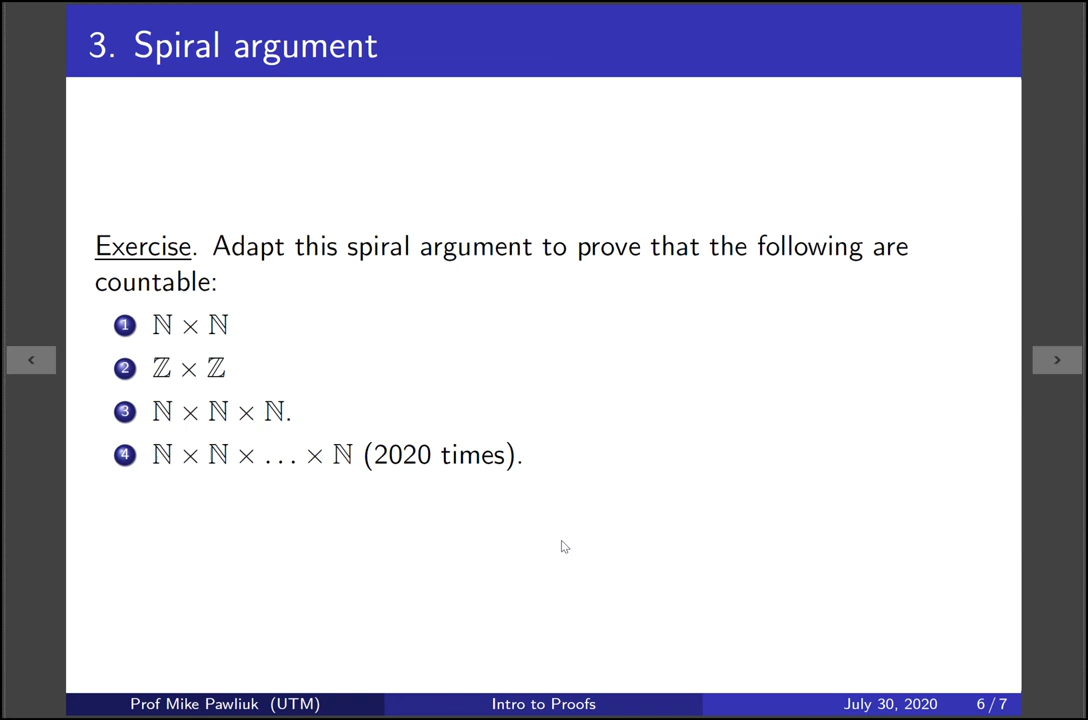 3. Spiral argument
Exercise. Adapt this spiral argument to prove that the following are
countable:
1 ℕ × ℕ
2 ℤ × ℤ
3 ℕ × ℕ × ℕ.
4 ℕ × ℕ × ... × ℕ (2020 times).
Prof Mike Pawliuk (UTM) Intro to Proofs July 30, 2020 6 / 7